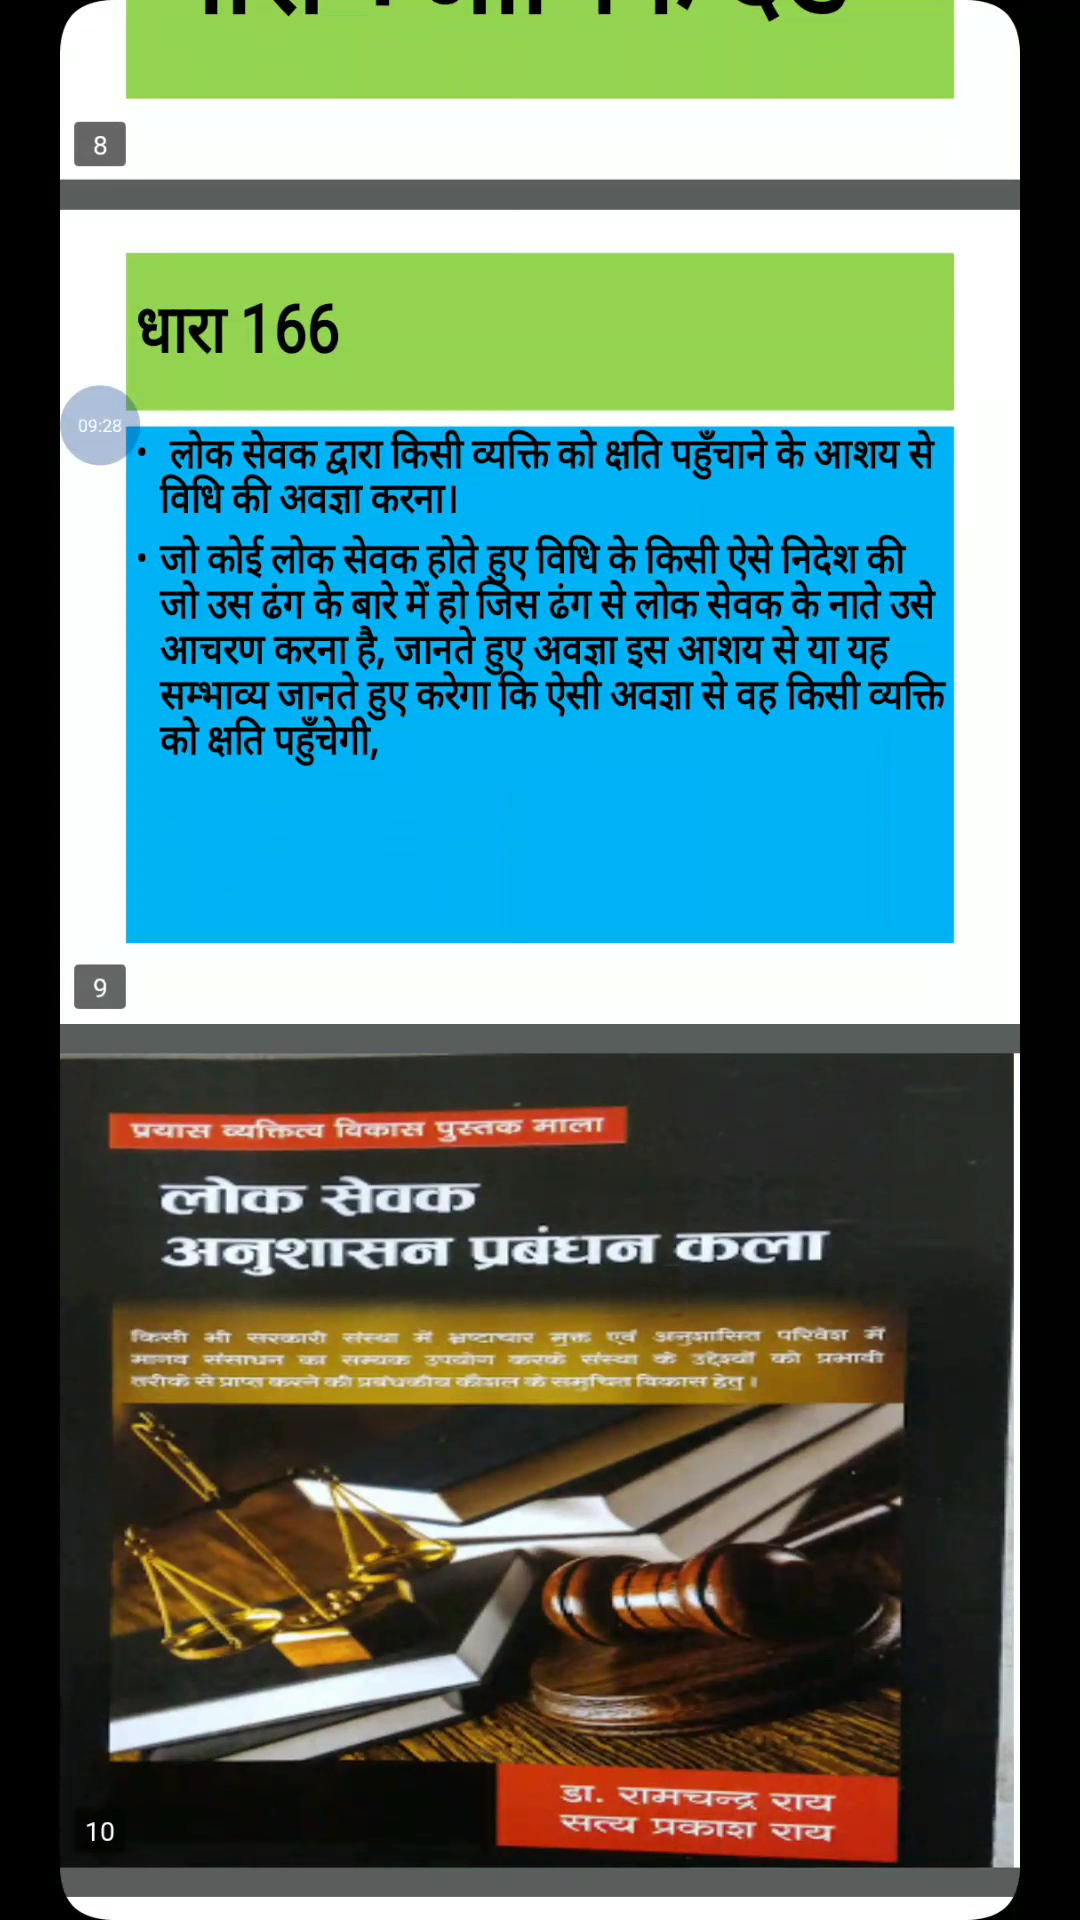 8
धारा 166
09:28
• लोक सेवक द्वारा किसी व्यक्ति को क्षति पहुँचाने के आशय से
विधि की अवज्ञा करना।
• जो कोई लोक सेवक होते हुए विधि के किसी ऐसे निदेश की
जो उस ढंग के बारे में हो जिस ढंग से लोक सेवक के नाते उसे
आचरण करना है, जानते हुए अवज्ञा इस आशय से या यह
सम्भाव्य जानते हुए करेगा कि ऐसी अवज्ञा से वह किसी व्यक्ति
को क्षति पहुँचेगी,
9
प्रयास व्यक्तित्व विकास पुस्तक माला
लोक सेवक
अनुशासन प्रबंधन कला
किसी भी सरकारी संस्था में भ्रष्टाचार मुक्त एवं अनुशासित परिवेश में
मानव संसाधन का सम्यक उपयोग करके संस्था के उद्देश्यों को प्रभावी
तरीके से प्राप्त करने की प्रबंधकीय कौशल के समुचित विकास हेतु।
डा. रामचन्द्र राय
सत्य प्रकाश राय
10